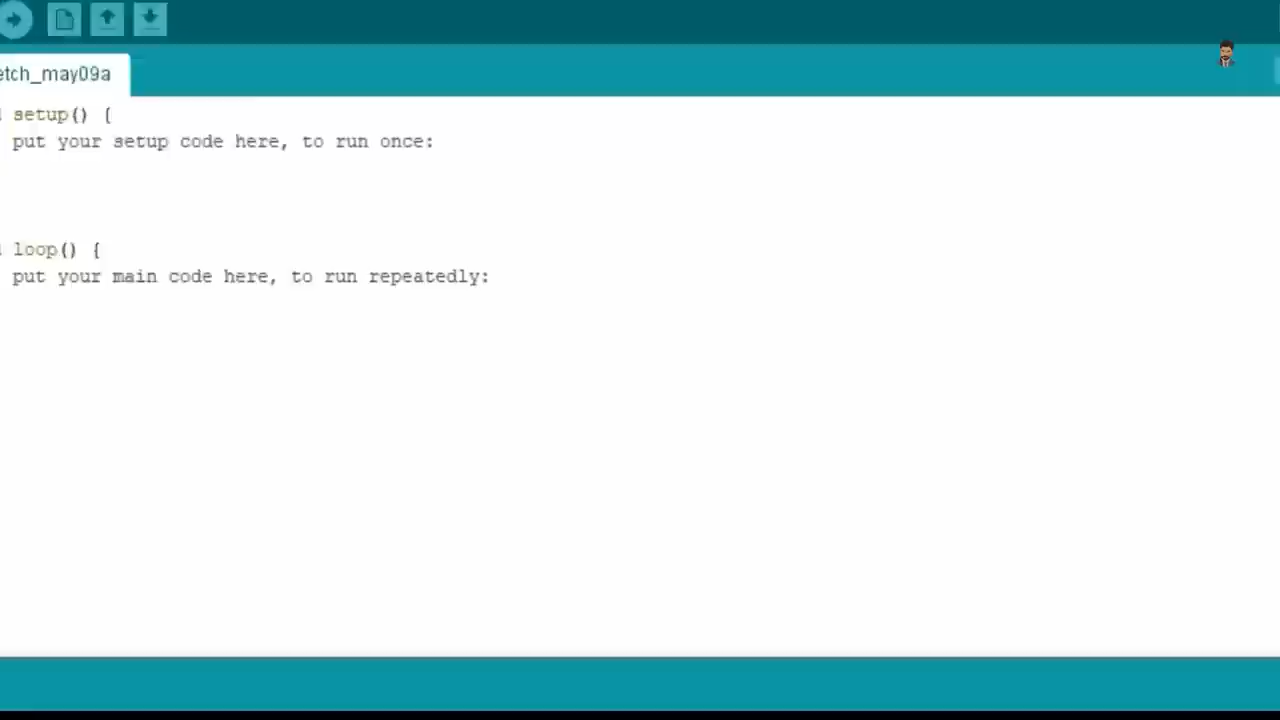 etch_may09a
setup() {
put your setup code here, to run once:
loop() {
put your main code here, to run repeatedly: